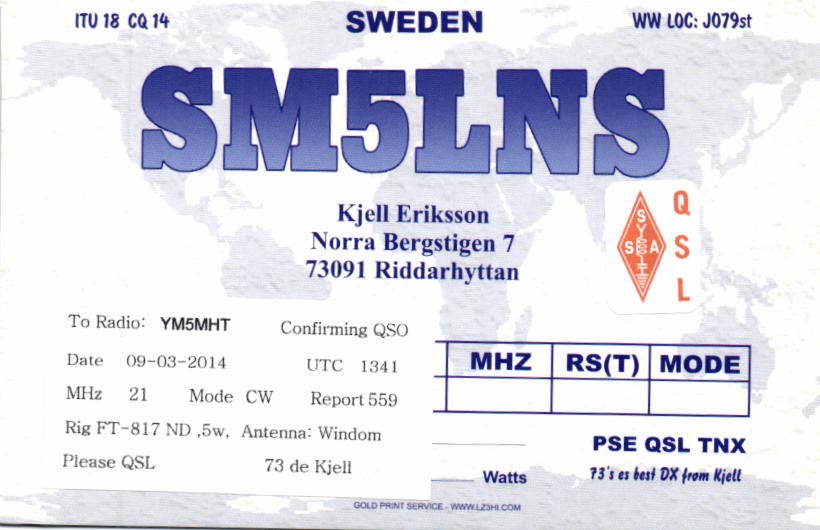 ITU 18 CQ 14 SWEDEN WW LOC: JO79st
SM5LNS
Kjell Eriksson
Norra Bergstigen 7
73091 Riddarhyttan
Q
S
L
S
S S A
To Radio: YM5MHT Confirming QSO
Date 09-03-2014 UTC 1341
MHz 21 Mode CW Report 559
Rig FT-817 ND ,5w, Antenna: Windom
Please QSL 73 de Kjell
MHZ RS(T) MODE
PSE QSL TNX
Watts 73's es best DX from Kjell
GOLD PRINT SERVICE - WWW.LZ3HI.COM